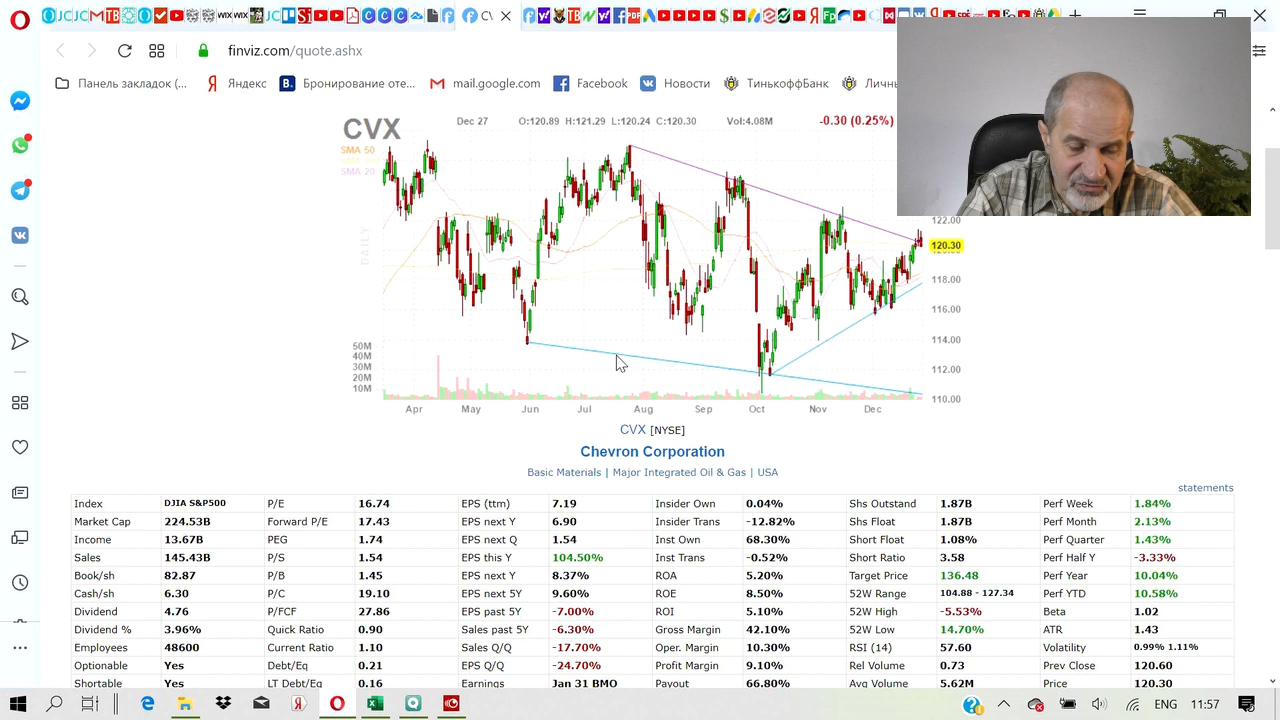 CV
finviz.com/quote.ashx
Панель закладок (...
Яндекс
Бронирование оте...
mail.google.com
Facebook
Новости
ТинькоффБанк
Личны
CVX
Dec 27 O:120.89 H:121.29 L:120.24 C:120.30 Vol:4.08M -0.30 (0.25%)
SMA 50
SMA 20
DAILY
122.00
120.30
118.00
116.00
114.00
112.00
110.00
50M
40M
30M
20M
10M
Apr May Jun Jul Aug Sep Oct Nov Dec
CVX [NYSE]
Chevron Corporation
Basic Materials | Major Integrated Oil & Gas | USA
statements
Index DJIA S&P500 P/E 16.74 EPS (ttm) 7.19 Insider Own 0.04% Shs Outstand 1.87B Perf Week 1.84%
Market Cap 224.53B Forward P/E 17.43 EPS next Y 6.90 Insider Trans -12.82% Shs Float 1.87B Perf Month 2.13%
Income 13.67B PEG 1.74 EPS next Q 1.54 Inst Own 68.30% Short Float 1.08% Perf Quarter 1.43%
Sales 145.43B P/S 1.54 EPS this Y 104.50% Inst Trans -0.52% Short Ratio 3.58 Perf Half Y -3.33%
Book/sh 82.87 P/B 1.45 EPS next Y 8.37% ROA 5.20% Target Price 136.48 Perf Year 10.04%
Cash/sh 6.30 P/C 19.10 EPS next 5Y 9.60% ROE 8.50% 52W Range 104.88 - 127.34 Perf YTD 10.58%
Dividend 4.76 P/FCF 27.86 EPS past 5Y -7.00% ROI 5.10% 52W High -5.53% Beta 1.02
Dividend % 3.96% Quick Ratio 0.90 Sales past 5Y -6.30% Gross Margin 42.10% 52W Low 14.70% ATR 1.43
Employees 48600 Current Ratio 1.10 Sales Q/Q -17.70% Oper. Margin 10.30% RSI (14) 57.60 Volatility 0.99% 1.11%
Optionable Yes Debt/Eq 0.21 EPS Q/Q -24.70% Profit Margin 9.10% Rel Volume 0.73 Prev Close 120.60
Shortable Yes LT Debt/Eq 0.16 Earnings Jan 31 BMO Payout 66.80% Avg Volume 5.62M Price 120.30
ENG 11:57